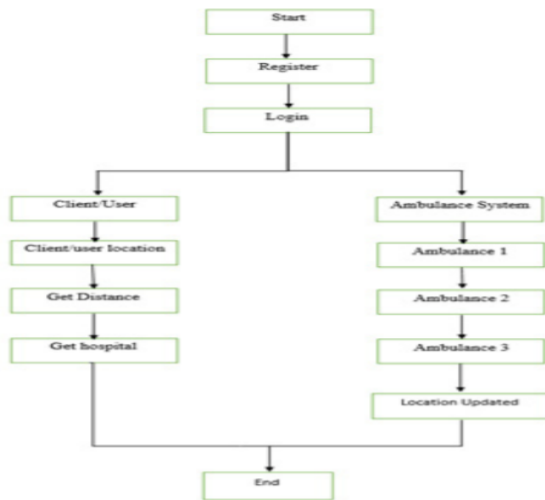 Start
Register
Login
Client/User
Client/user location
Get Distance
Get hospital
Ambulance System
Ambulance 1
Ambulance 2
Ambulance 3
Location Updated
End